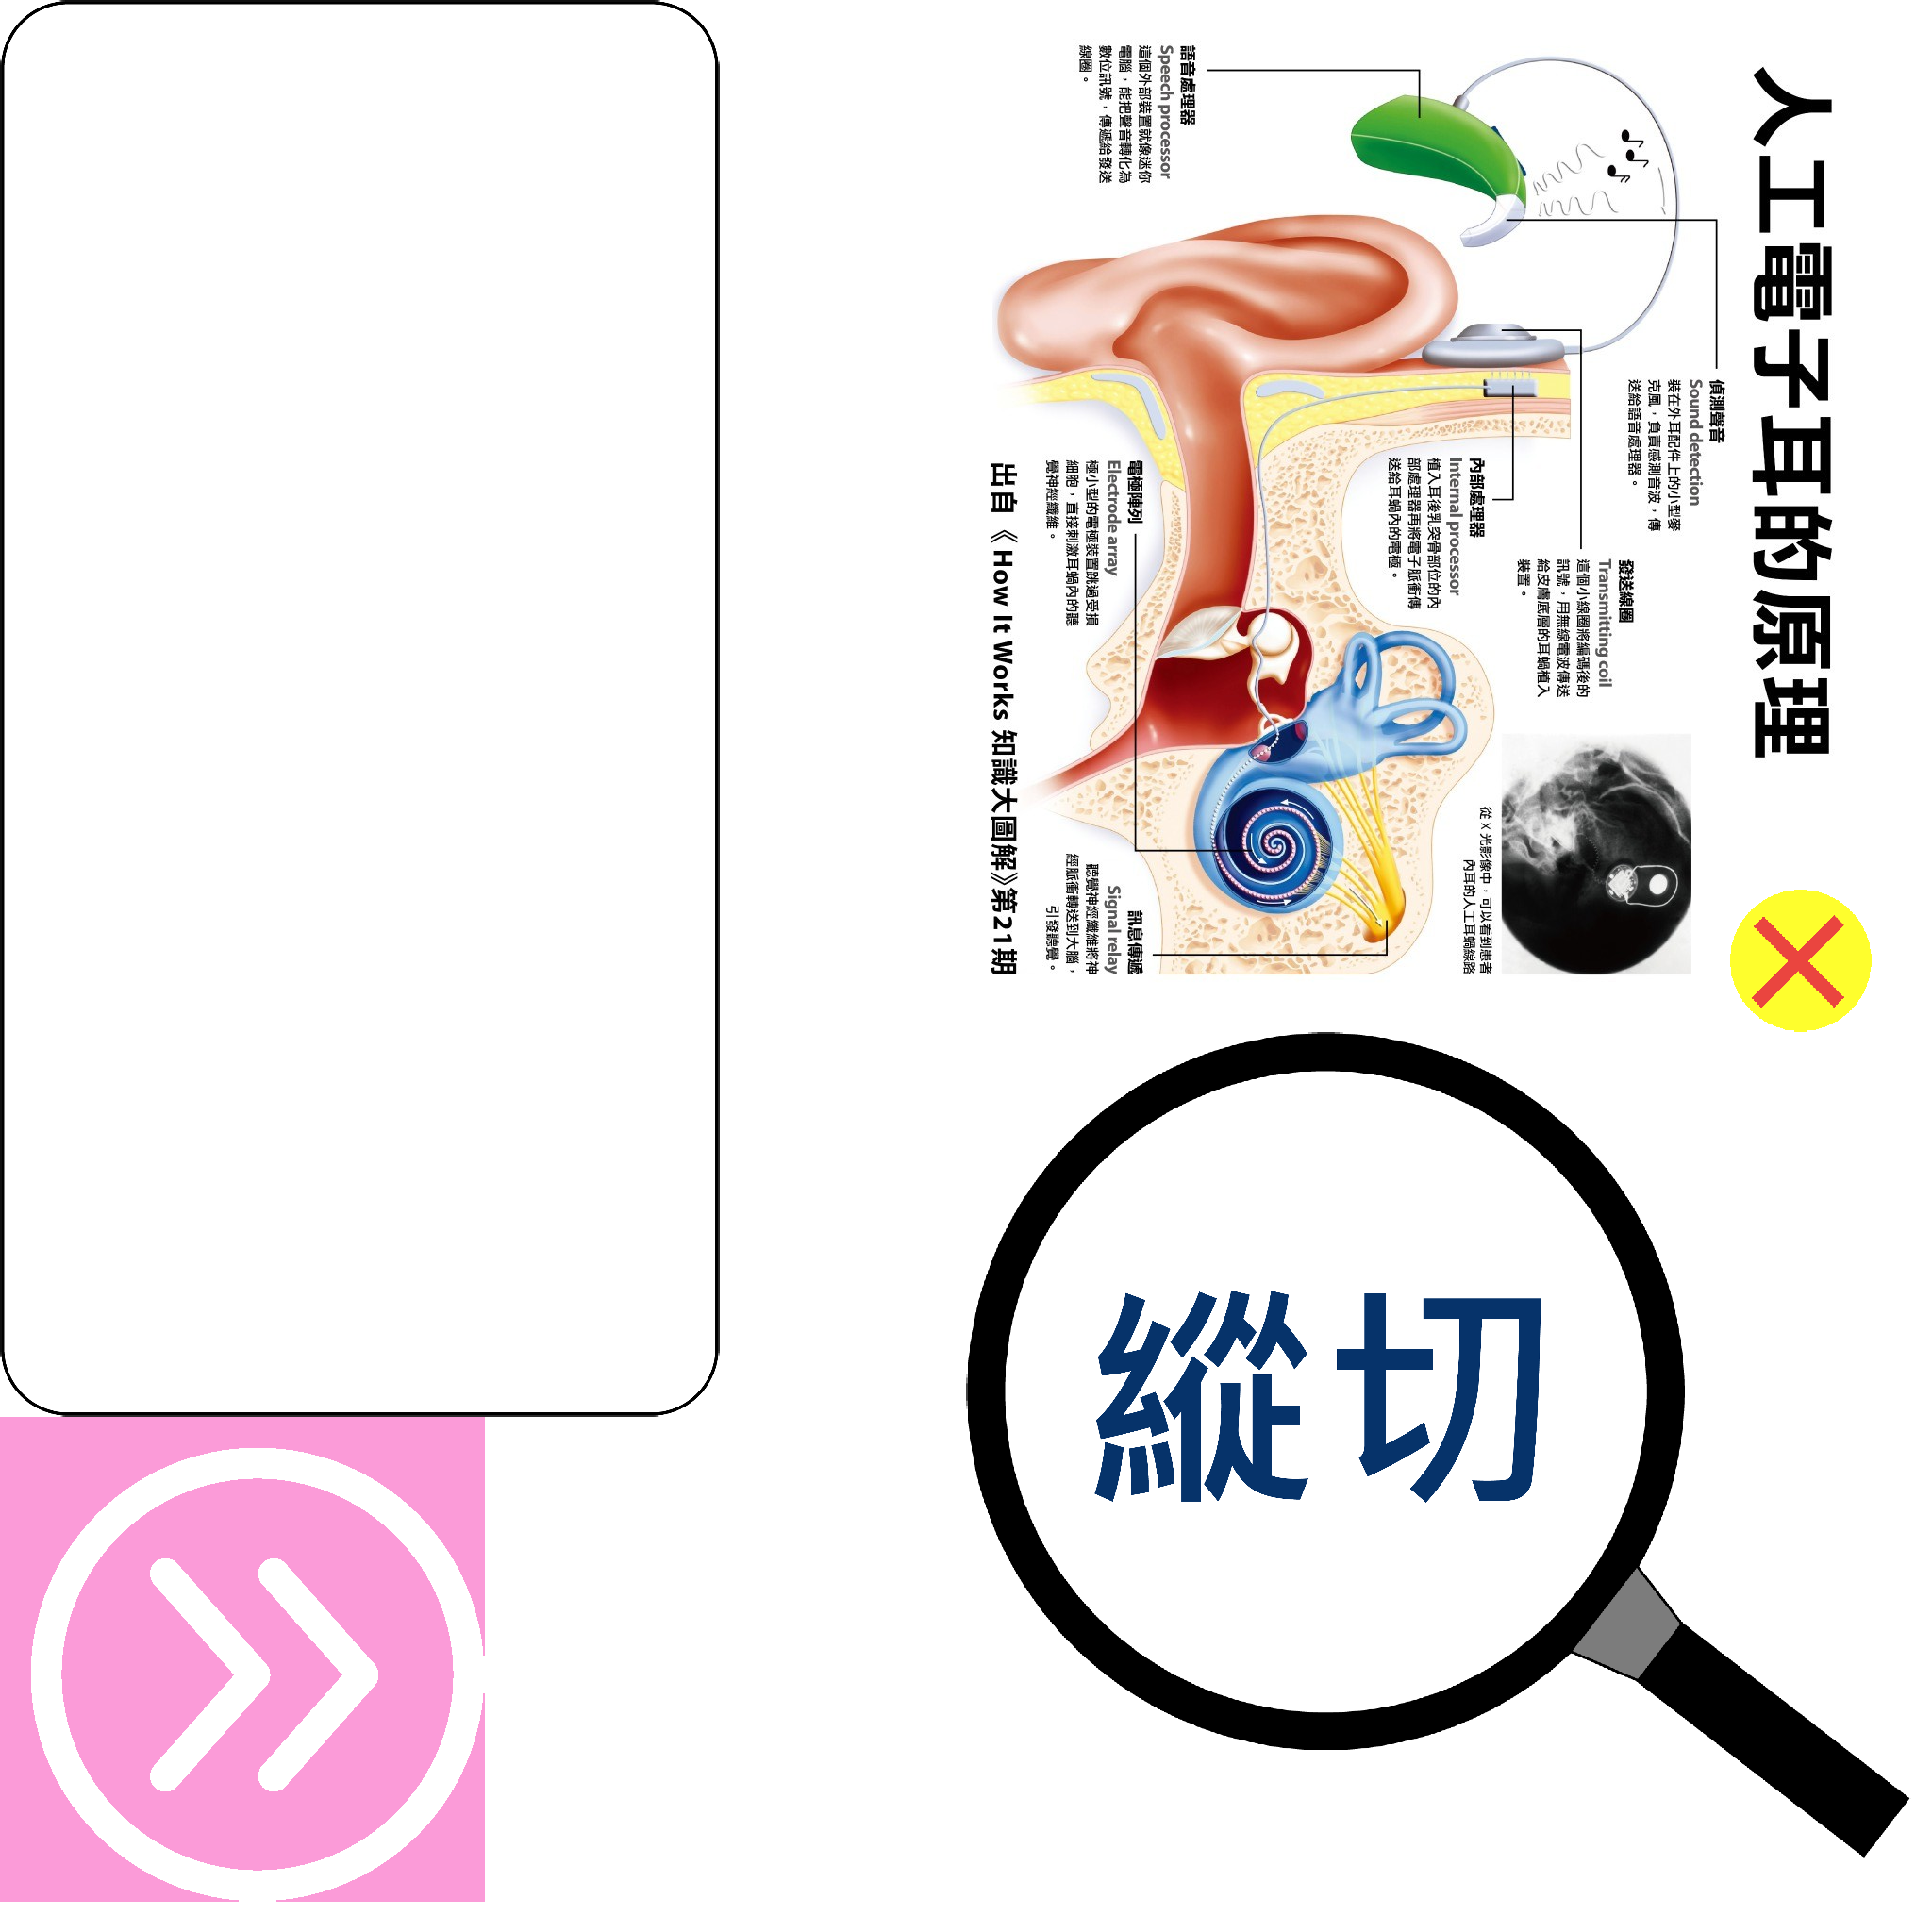 人工電子耳的原理
偵測聲音
Sound detection
裝在外耳配件上的小型麥
克風，負責感測音波，傳
送給語音處理器。
發送線圈
Transmitting coil
這個小線圈將編碼後的
訊號，用無線電波傳送
給皮膚底層的耳蝸植入
裝置。
語音處理器
Speech processor
這個外部裝置就像迷你
電腦，能把聲音轉化為
數位訊號，傳遞給發送
線圈。
內部處理器
Internal processor
植入耳後乳突骨部位的內
部處理器再將電子脈衝傳
送給耳蝸內的電極。
從 X 光影像中，可以看到患者
內耳的人工耳蝸線路
電極陣列
Electrode array
極小型的電極裝置跳過受損
細胞，直接刺激耳蝸內的聽
覺神經纖維。
訊息傳遞
Signal relay
聽覺神經纖維將神
經脈衝轉送到大腦，
引發聽覺。
出自《How It Works 知識大圖解》第21期
縱切